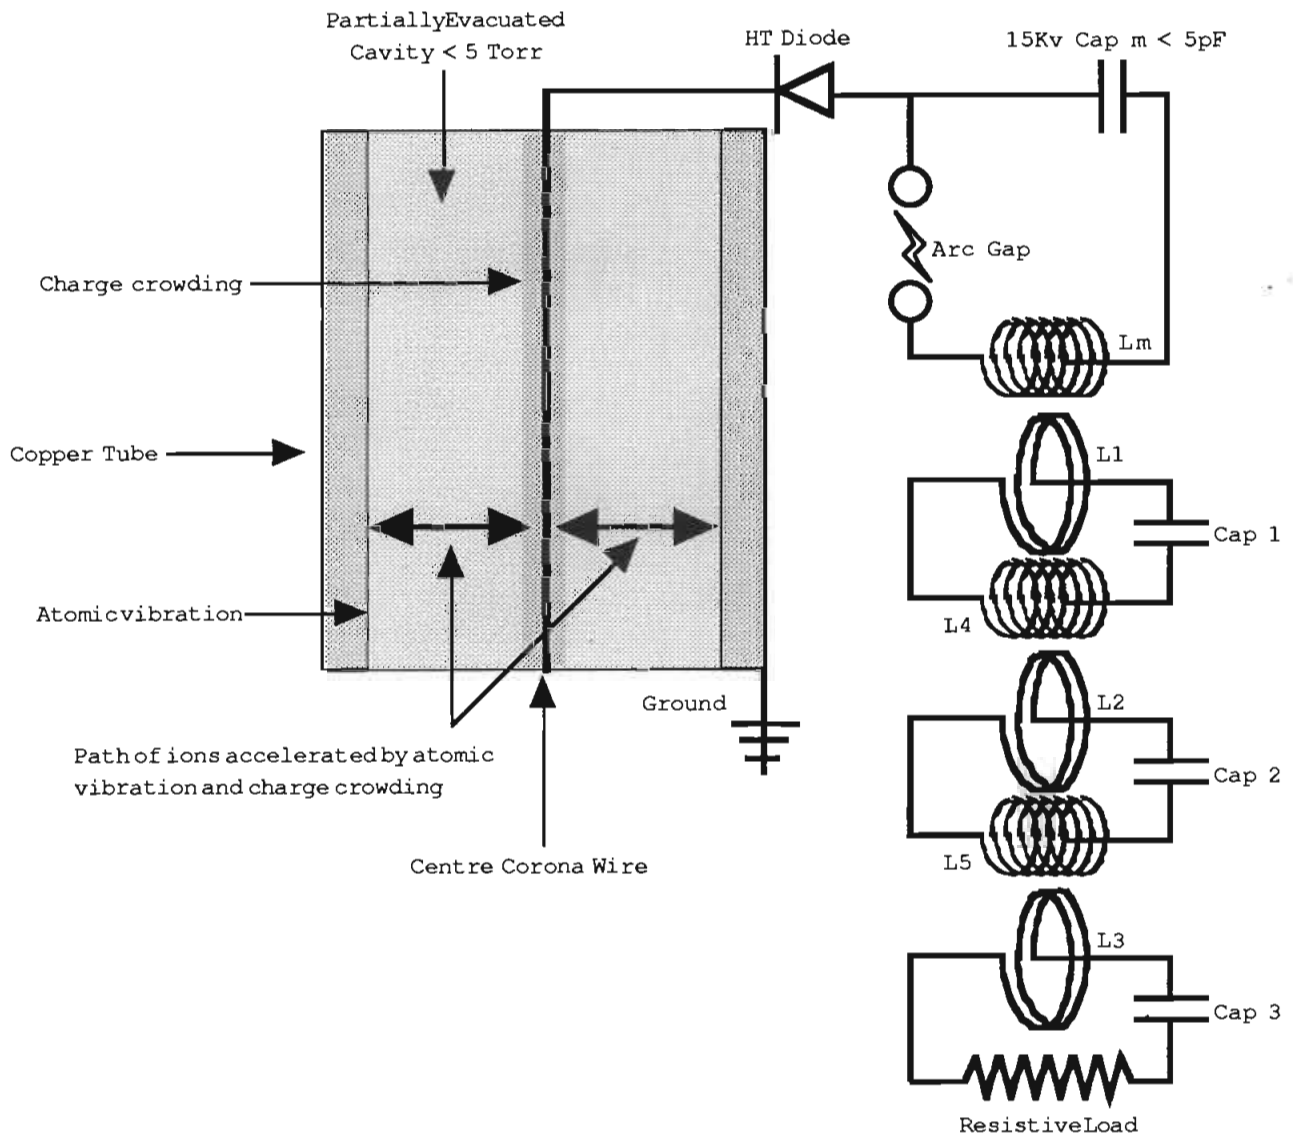 PartiallyEvacuated
Cavity < 5 Torr
HT Diode
15Kv Cap m < 5pF
Charge crowding
Arc Gap
Lm
Copper Tube
L1
Cap 1
Atomicvibration
L4
Ground
L2
Path of ions accelerated by atomic
vibration and charge crowding
Cap 2
Centre Corona Wire
L5
L3
Cap 3
ResistiveLoad